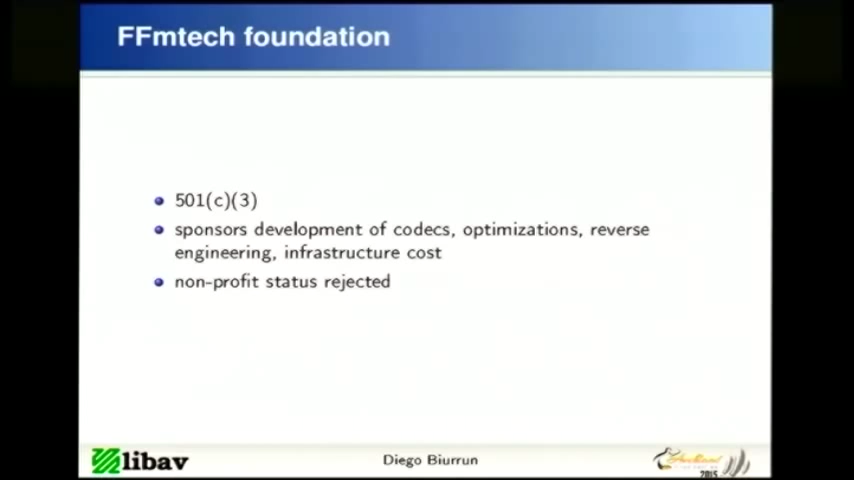 FFmtech foundation
501(c)(3)
sponsors development of codecs, optimizations, reverse
engineering, infrastructure cost
non-profit status rejected
libav
Diego Biurrun
2015